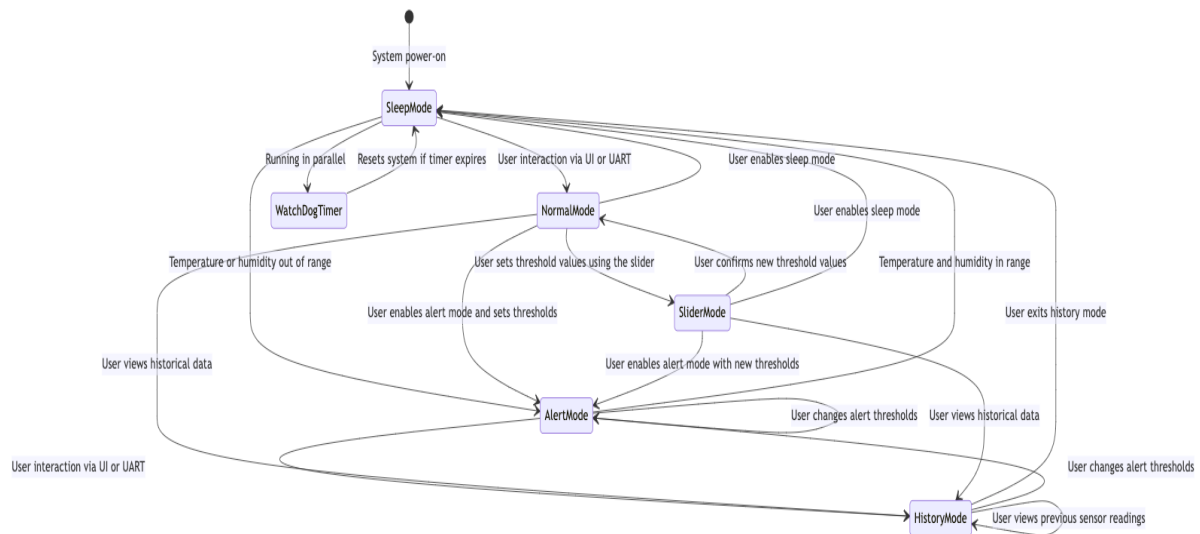 System power-on
SleepMode
Running in parallel
Resets system if timer expires
User interaction via UI or UART
User enables sleep mode
WatchDogTimer
NormalMode
User enables sleep mode
Temperature or humidity out of range
User sets threshold values using the slider
User confirms new threshold values
Temperature and humidity in range
User enables alert mode and sets thresholds
SliderMode
User exits history mode
User views historical data
User enables alert mode with new thresholds
AlertMode
User changes alert thresholds
User views historical data
User interaction via UI or UART
User changes alert thresholds
HistoryMode
User views previous sensor readings